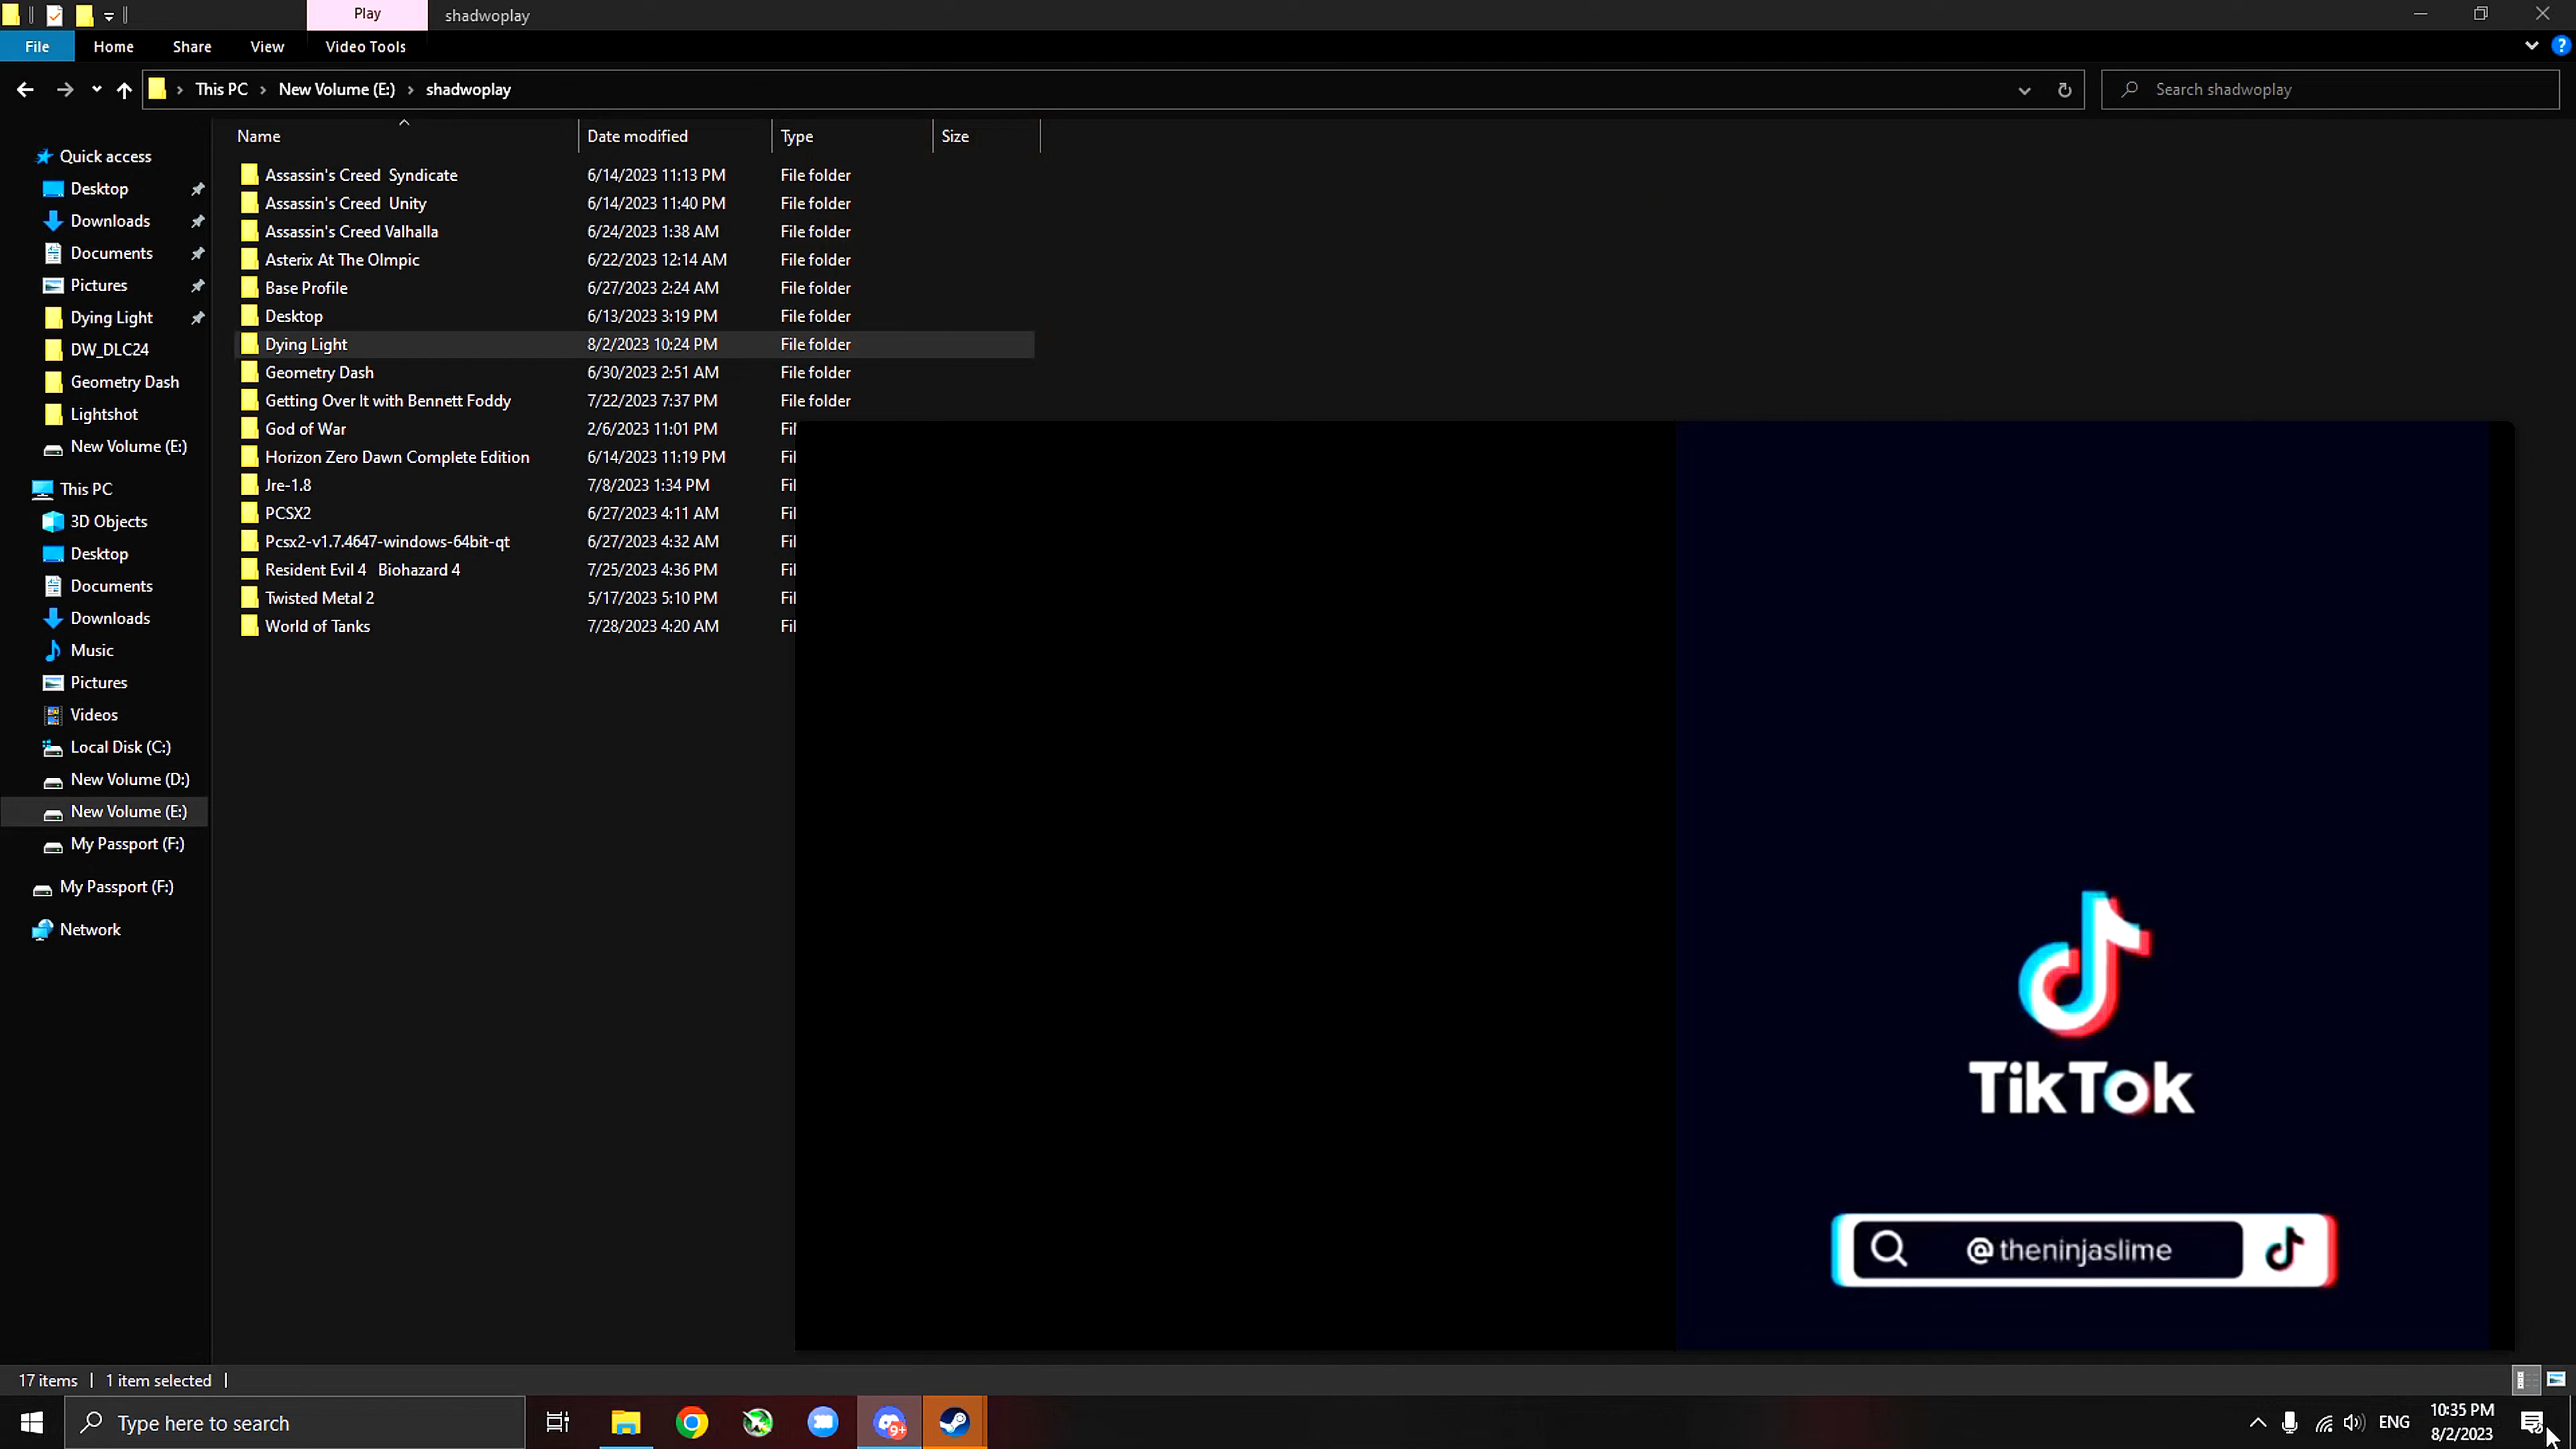 Play
shadwoplay
File Home Share View Video Tools
This PC New Volume (E:) shadwoplay
Search shadwoplay
Name Date modified Type Size
Quick access
Desktop
Downloads
Documents
Pictures
Dying Light
DW_DLC24
Geometry Dash
Lightshot
New Volume (E:)
This PC
3D Objects
Desktop
Documents
Downloads
Music
Pictures
Videos
Local Disk (C:)
New Volume (D:)
New Volume (E:)
My Passport (F:)
My Passport (F:)
Network
Assassin's Creed  Syndicate 6/14/2023 11:13 PM File folder
Assassin's Creed  Unity 6/14/2023 11:40 PM File folder
Assassin's Creed Valhalla 6/24/2023 1:38 AM File folder
Asterix At The Olmpic 6/22/2023 12:14 AM File folder
Base Profile 6/27/2023 2:24 AM File folder
Desktop 6/13/2023 3:19 PM File folder
Dying Light 8/2/2023 10:24 PM File folder
Geometry Dash 6/30/2023 2:51 AM File folder
Getting Over It with Bennett Foddy 7/22/2023 7:37 PM File folder
God of War 2/6/2023 11:01 PM Fil
Horizon Zero Dawn Complete Edition 6/14/2023 11:19 PM Fil
Jre-1.8 7/8/2023 1:34 PM Fil
PCSX2 6/27/2023 4:11 AM Fil
Pcsx2-v1.7.4647-windows-64bit-qt 6/27/2023 4:32 AM Fil
Resident Evil 4   Biohazard 4 7/25/2023 4:36 PM Fil
Twisted Metal 2 5/17/2023 5:10 PM Fil
World of Tanks 7/28/2023 4:20 AM Fil
TikTok
@theninjaslime
17 items 1 item selected
Type here to search
9+
ENG
10:35 PM
8/2/2023